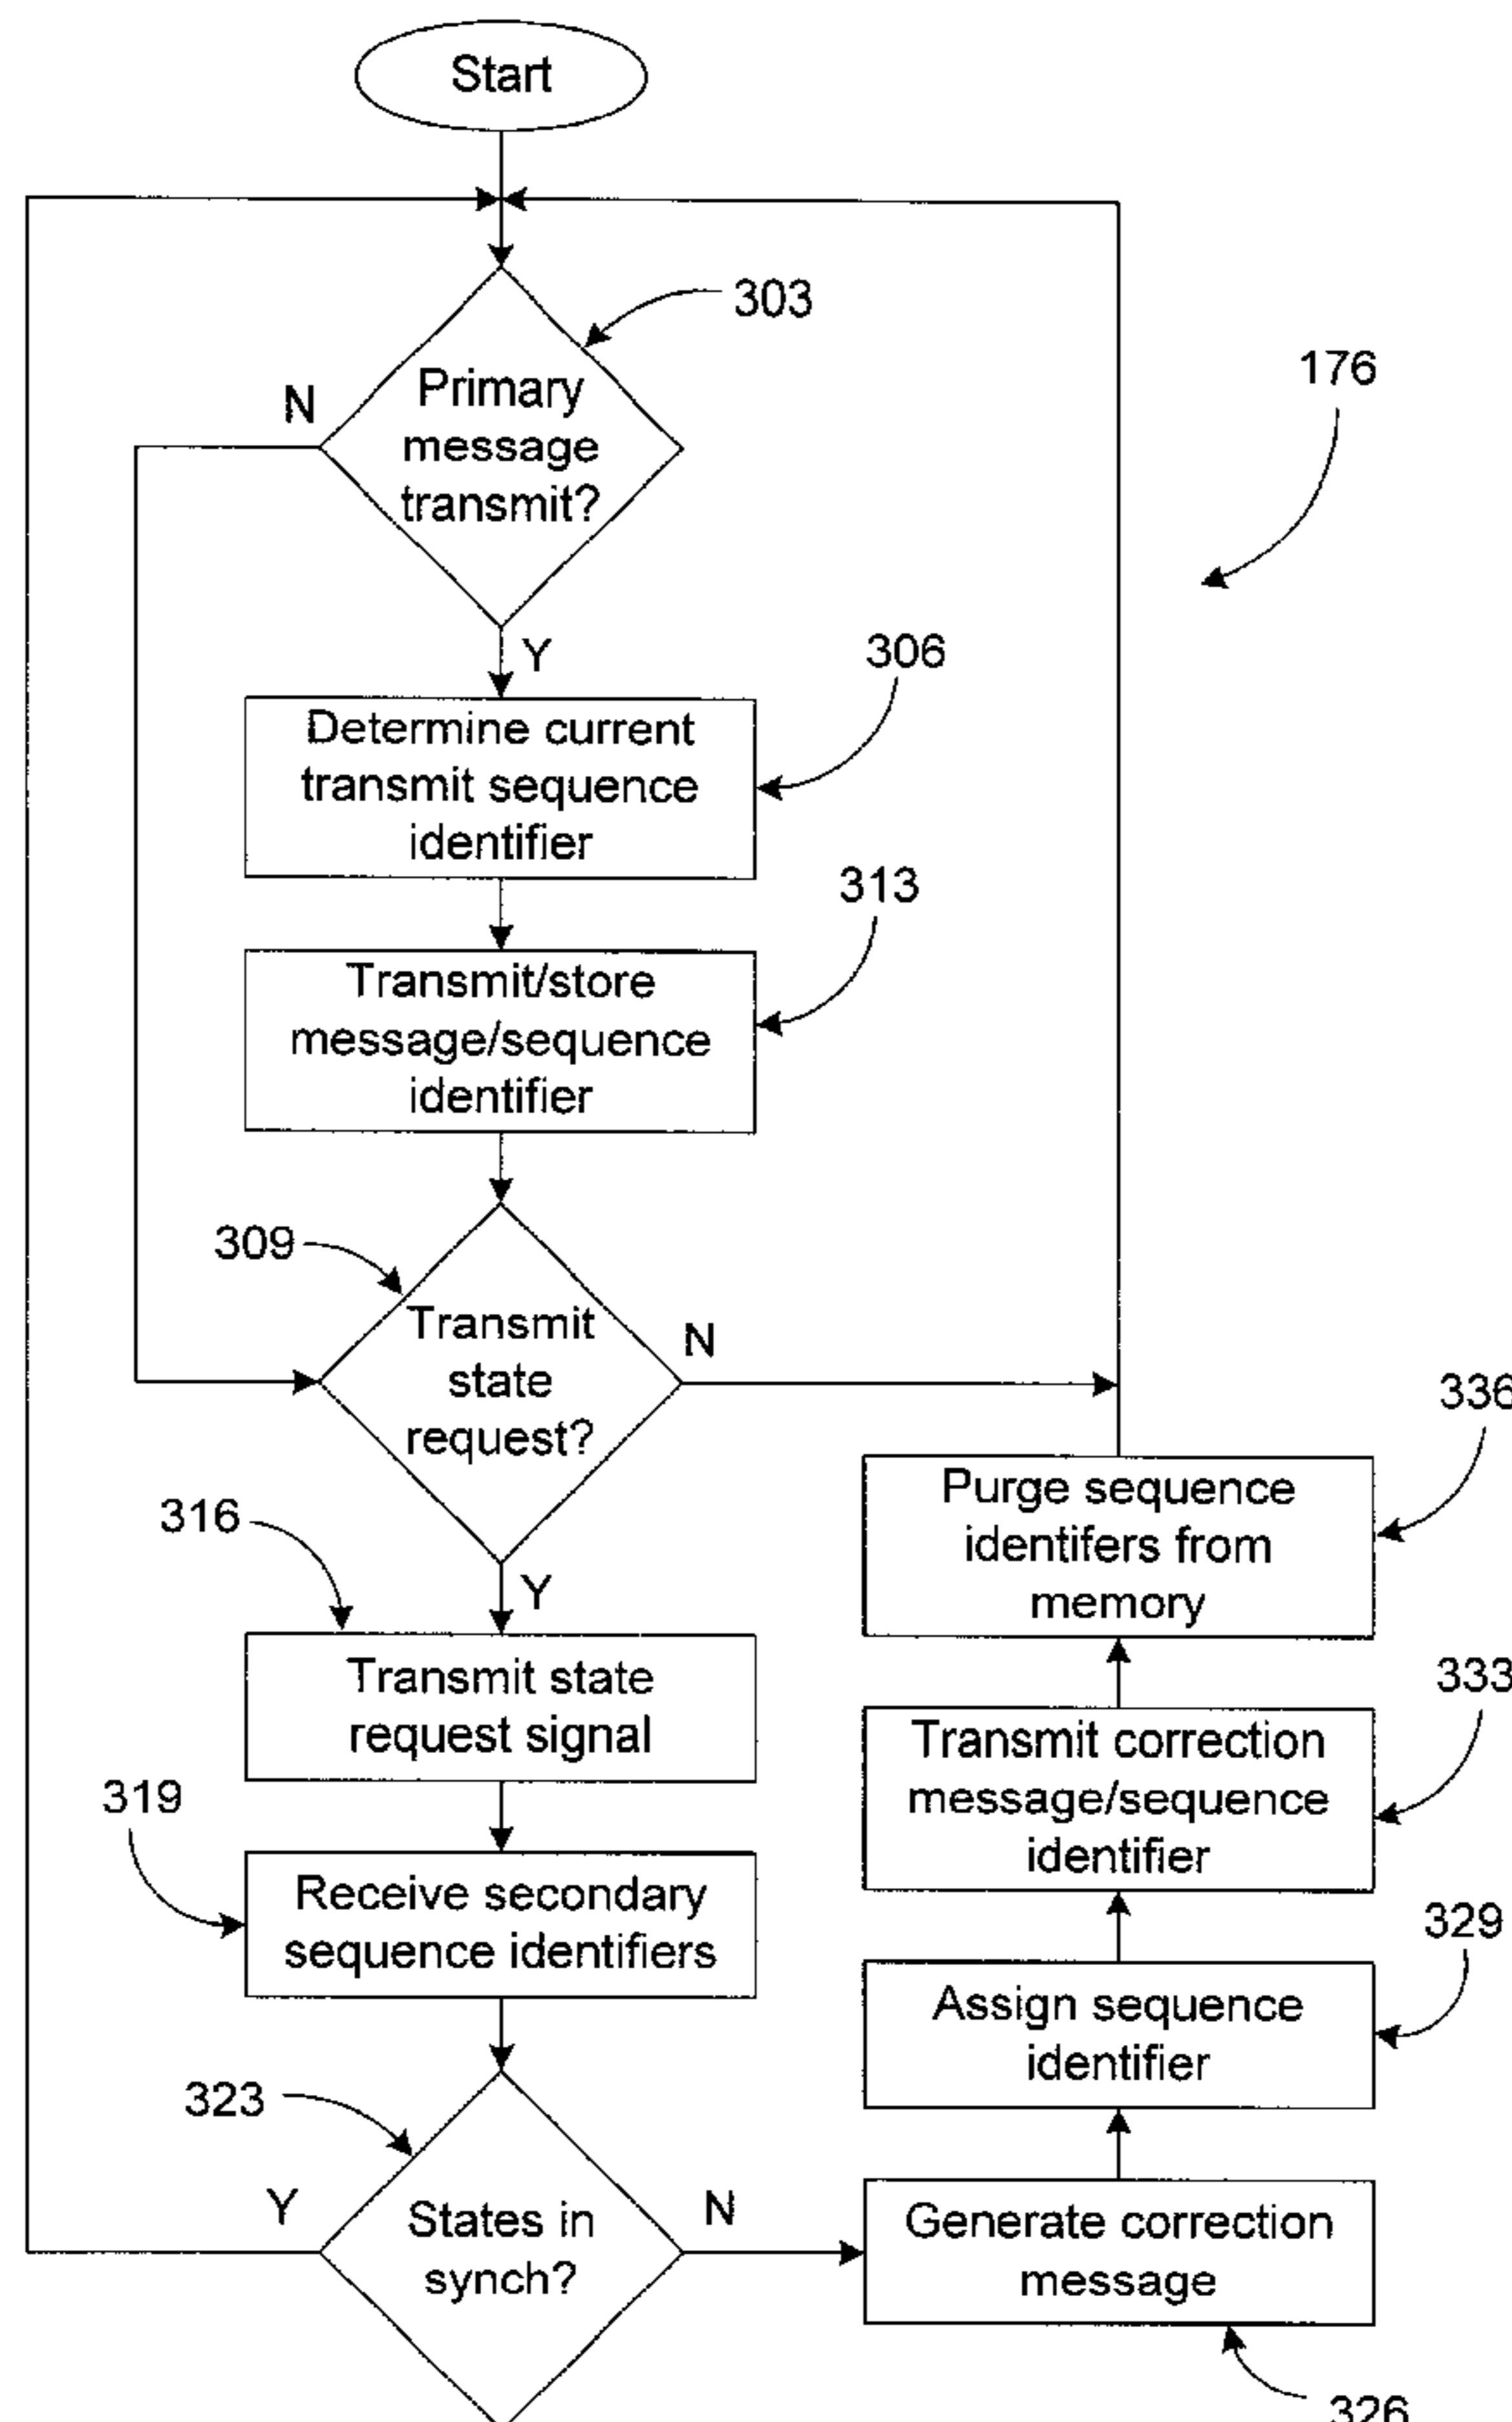 Start
303
176
N
Primary
message
transmit?
Y
306
Determine current
transmit sequence
identifier
313
Transmit/store
message/sequence
identifier
309
Transmit
state
request?
N
336
Purge sequence
identifers from
memory
316
Y
Transmit state
request signal
333
Transmit correction
message/sequence
identifier
319
Receive secondary
sequence identifiers
329
Assign sequence
identifier
323
Y
States in
synch?
N
Generate correction
message
326